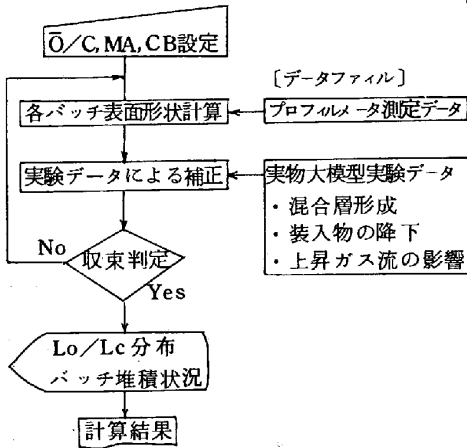 O̅/C, MA, CB設定
〔データファイル〕
各バッチ表面形状計算
プロフィルメータ測定データ
実験データによる補正
実物大模型実験データ
・混合層形成
・装入物の降下
・上昇ガス流の影響
No
収束判定
Yes
Lo/Lc分布
バッチ堆積状況
計算結果